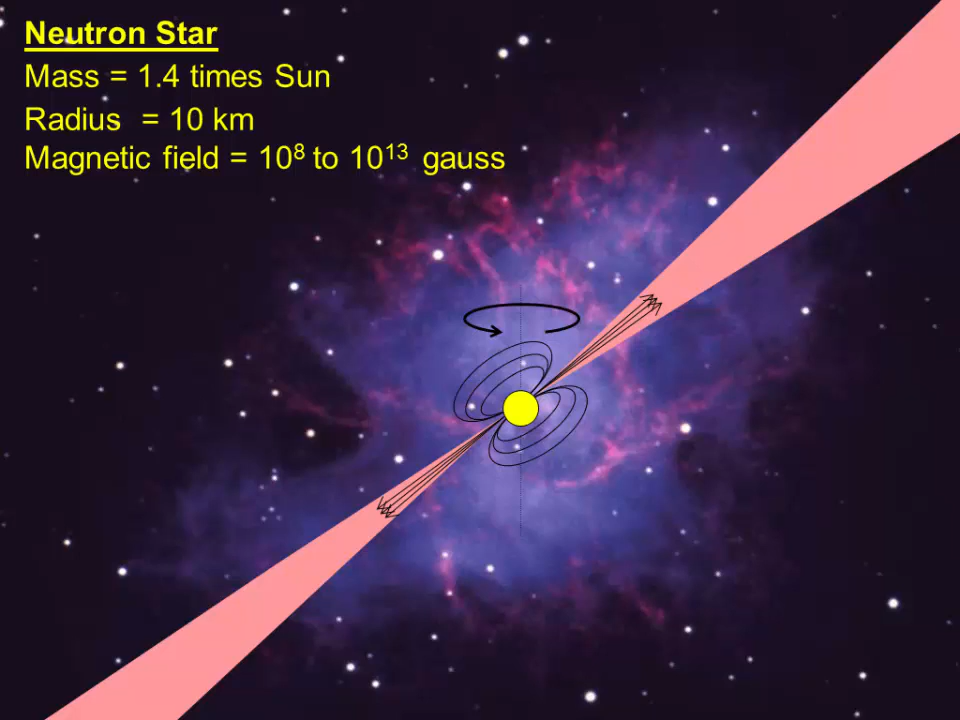 Neutron Star
Mass = 1.4 times Sun
Radius = 10 km
Magnetic field = 10⁸ to 10¹³ gauss